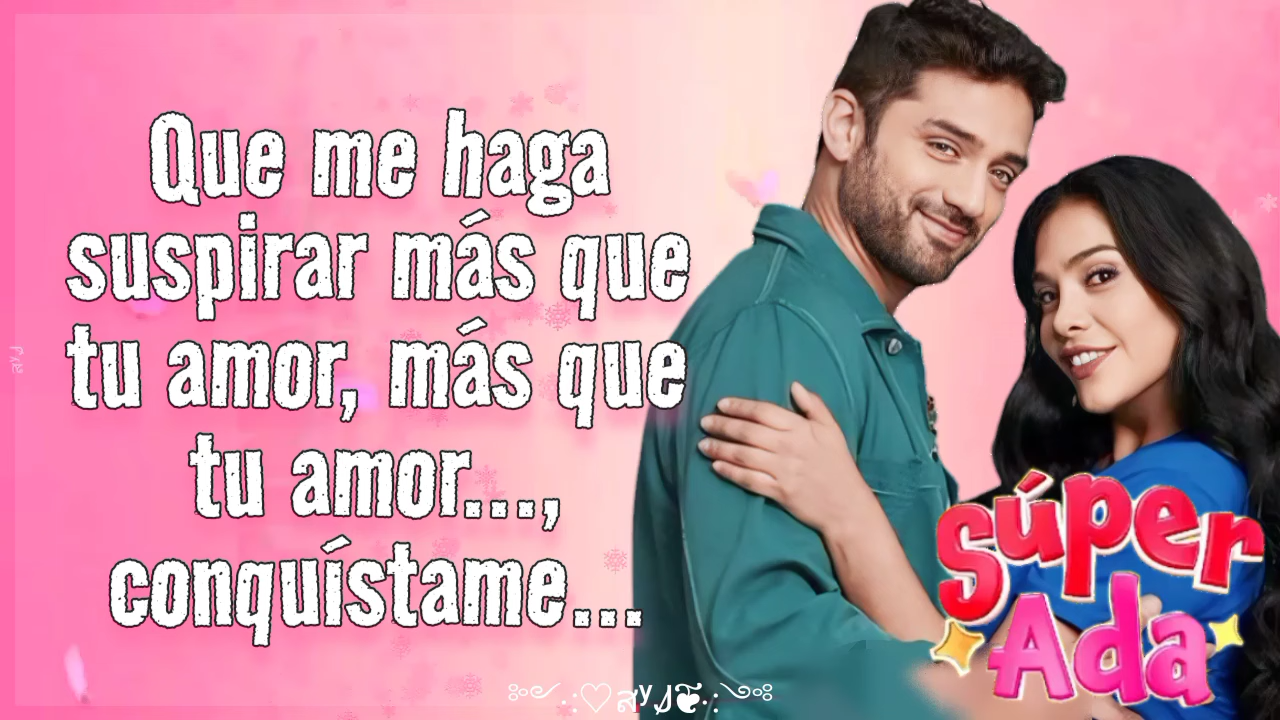 Que me haga
suspirar más que
tu amor, más que
tu amor...,
conquístame...
Súper
Ada